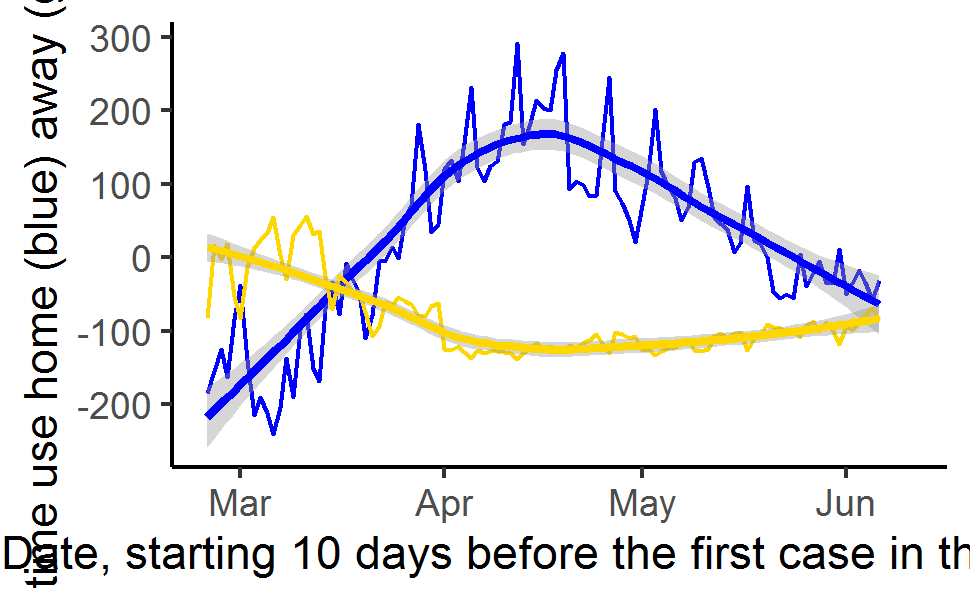 time use home (blue) away (
300
200
100
0
-100
-200
Mar Apr May Jun
Date, starting 10 days before the first case in th